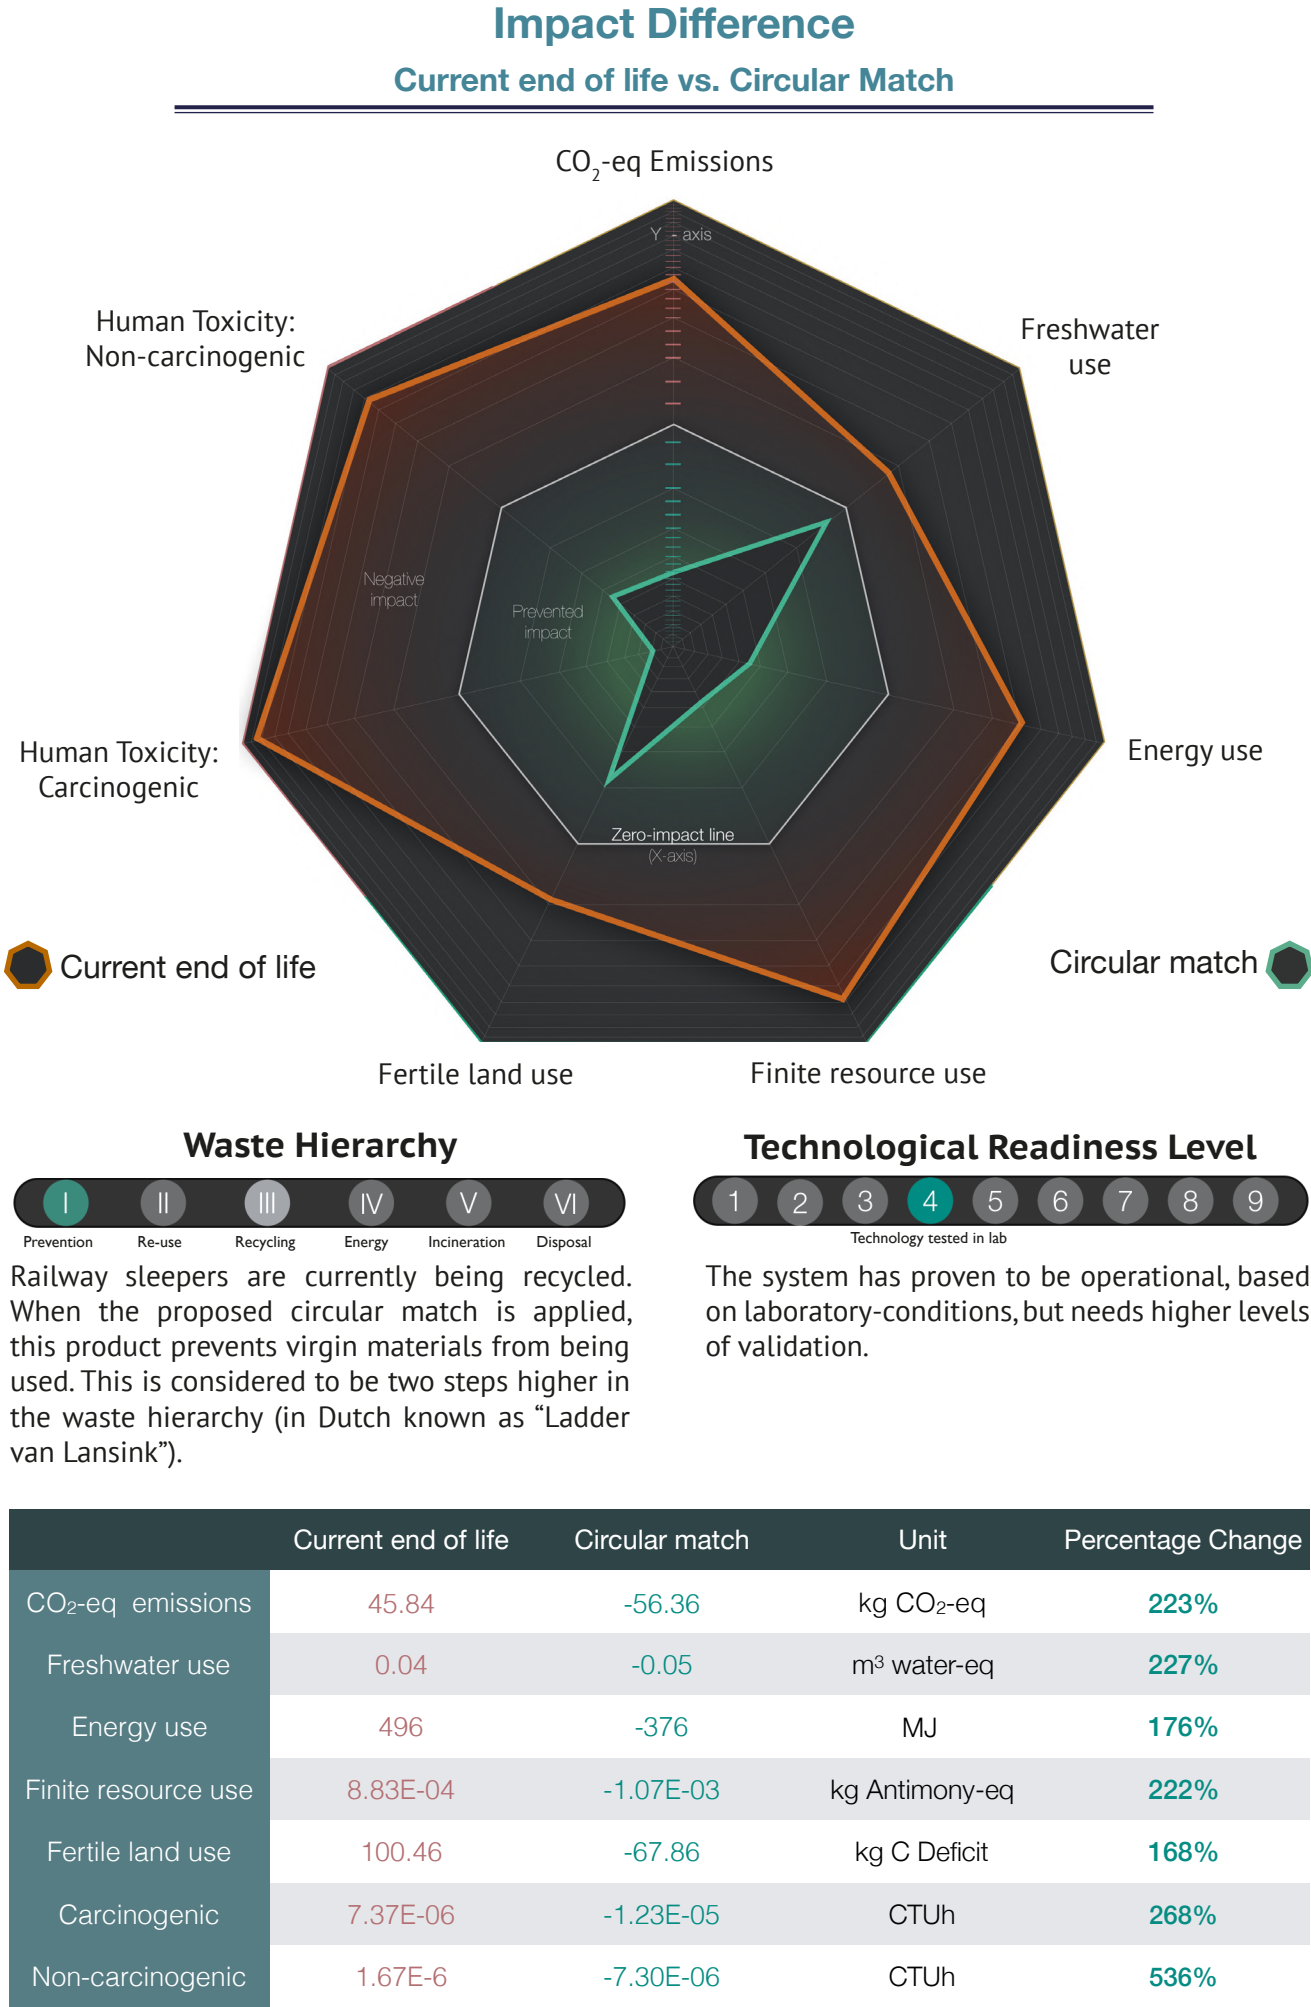 Impact Difference
Current end of life vs. Circular Match
CO₂-eq Emissions
Y - axis
Human Toxicity:
Non-carcinogenic
Freshwater
use
Negative
impact
Prevented
impact
Human Toxicity:
Carcinogenic
Energy use
Zero-impact line
(X-axis)
Current end of life
Circular match
Fertile land use
Finite resource use
Waste Hierarchy
I II III IV V VI
Prevention Re-use Recycling Energy Incineration Disposal
Railway sleepers are currently being recycled.
When the proposed circular match is applied,
this product prevents virgin materials from being
used. This is considered to be two steps higher in
the waste hierarchy (in Dutch known as “Ladder
van Lansink”).
Technological Readiness Level
1 2 3 4 5 6 7 8 9
Technology tested in lab
The system has proven to be operational, based
on laboratory-conditions, but needs higher levels
of validation.
Current end of life Circular match Unit Percentage Change
CO₂-eq emissions 45.84 -56.36 kg CO₂-eq 223%
Freshwater use 0.04 -0.05 m³ water-eq 227%
Energy use 496 -376 MJ 176%
Finite resource use 8.83E-04 -1.07E-03 kg Antimony-eq 222%
Fertile land use 100.46 -67.86 kg C Deficit 168%
Carcinogenic 7.37E-06 -1.23E-05 CTUh 268%
Non-carcinogenic 1.67E-6 -7.30E-06 CTUh 536%